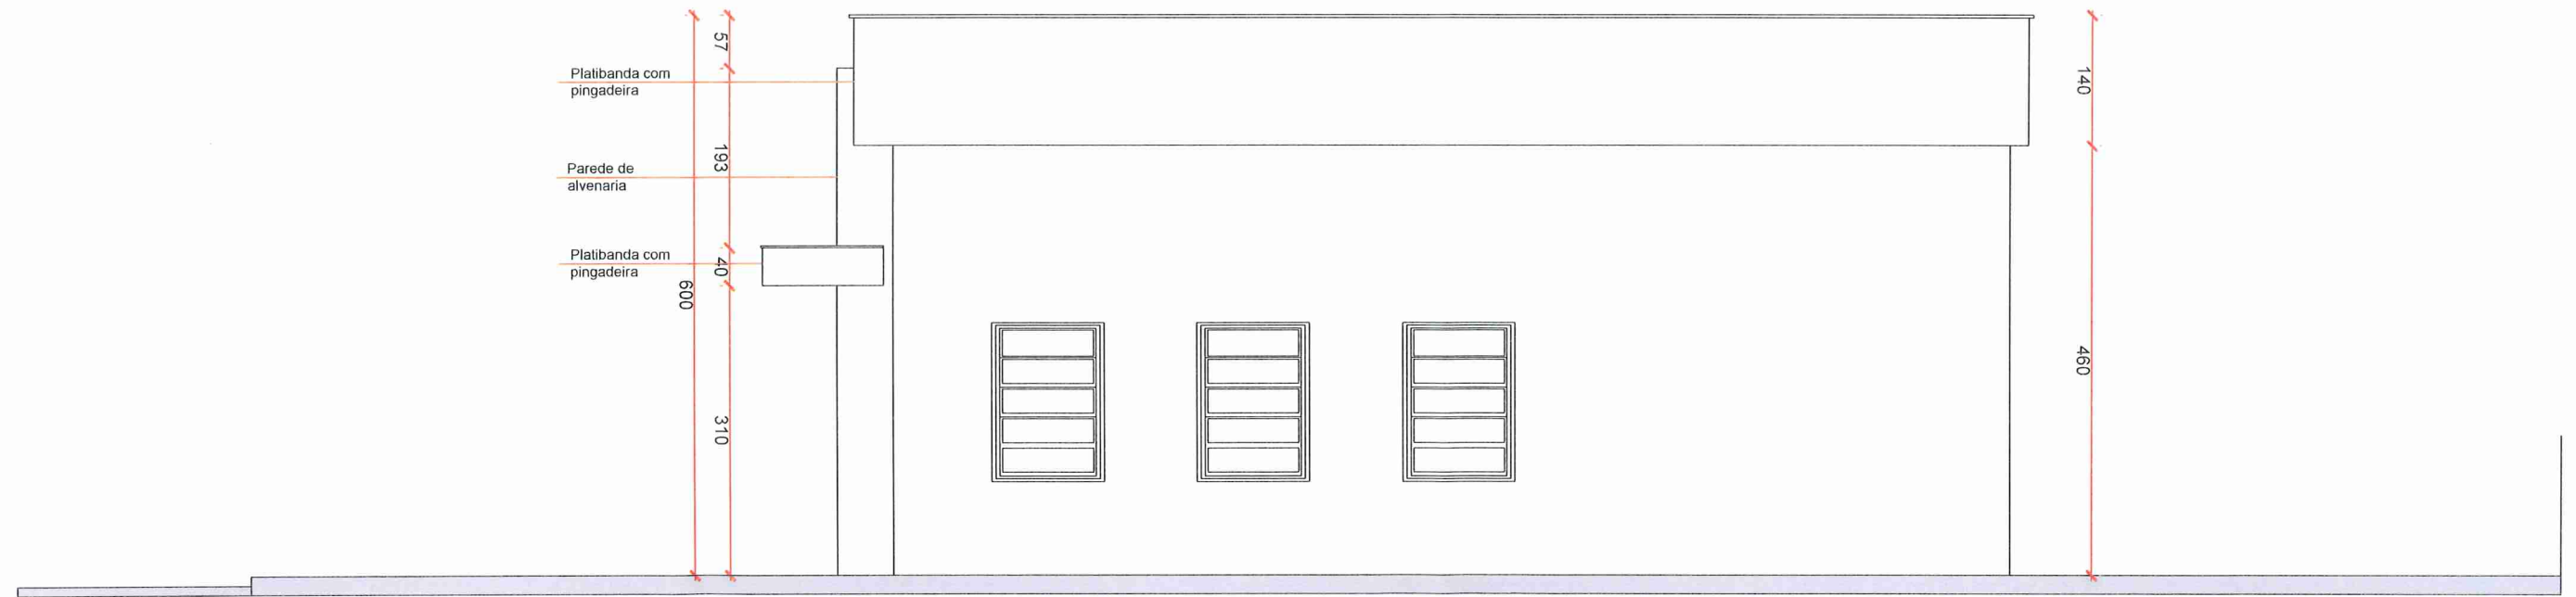 57
140
Platibanda com
pingadeira
193
Parede de
alvenaria
Platibanda com
pingadeira
40
600
460
310